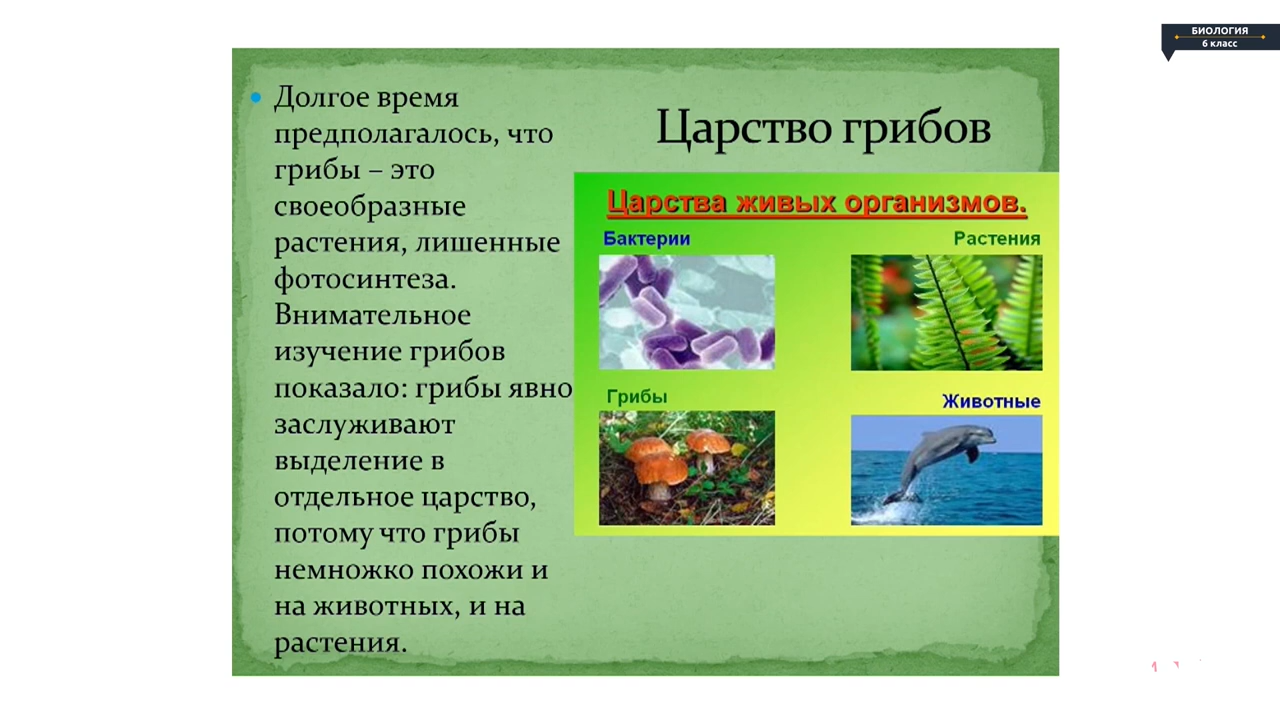 БИОЛОГИЯ
6 класс
Долгое время
предполагалось, что
грибы – это
своеобразные
растения, лишенные
фотосинтеза.
Внимательное
изучение грибов
показало: грибы явно
заслуживают
выделение в
отдельное царство,
потому что грибы
немножко похожи и
на животных, и на
растения.
Царство грибов
Царства живых организмов.
Бактерии
Растения
Грибы
Животные